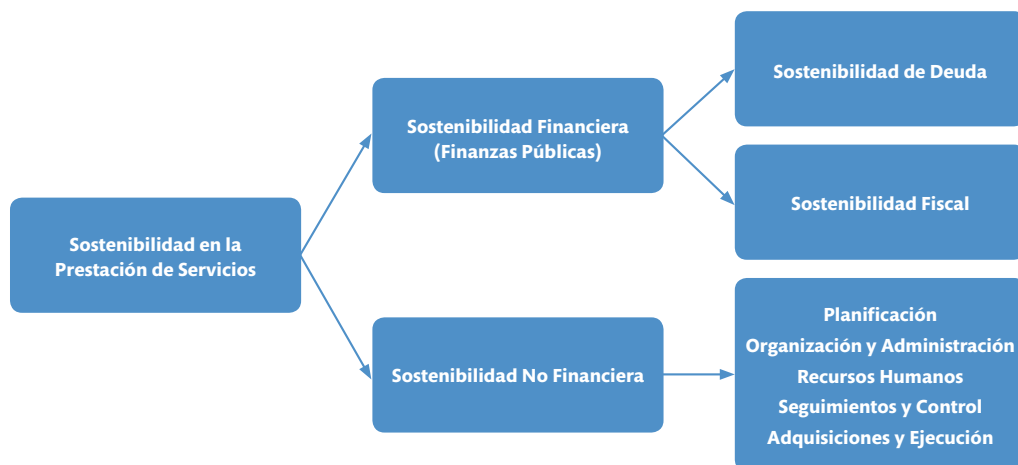 Sostenibilidad en la
Prestación de Servicios
Sostenibilidad Financiera
(Finanzas Públicas)
Sostenibilidad No Financiera
Sostenibilidad de Deuda
Sostenibilidad Fiscal
Planificación
Organización y Administración
Recursos Humanos
Seguimientos y Control
Adquisiciones y Ejecución